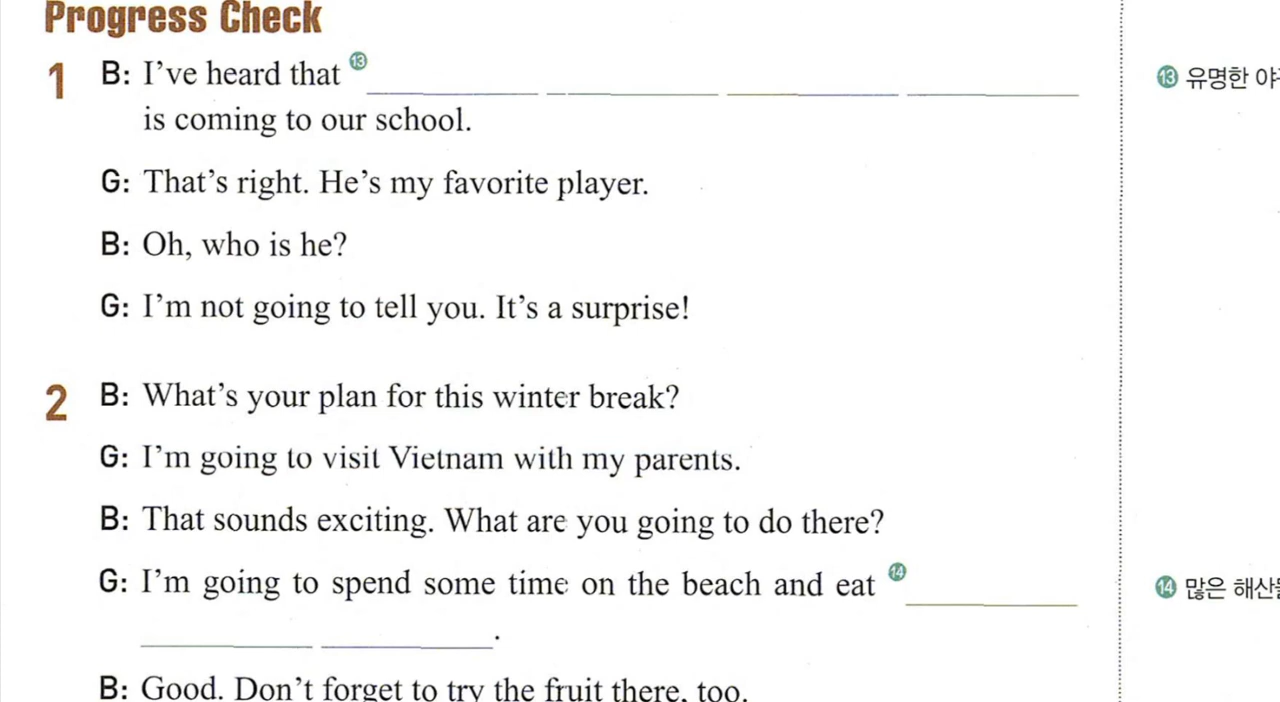 Progress Check
1 B: I've heard that ⑬ ____ ____ ____ ____ ⑬ 유명한
is coming to our school.
G: That's right. He's my favorite player.
B: Oh, who is he?
G: I'm not going to tell you. It's a surprise!
2 B: What's your plan for this winter break?
G: I'm going to visit Vietnam with my parents.
B: That sounds exciting. What are you going to do there?
G: I'm going to spend some time on the beach and eat ⑭ ____ ⑭ 많은
____ ____.
B: Good. Don't forget to try the fruit there, too.